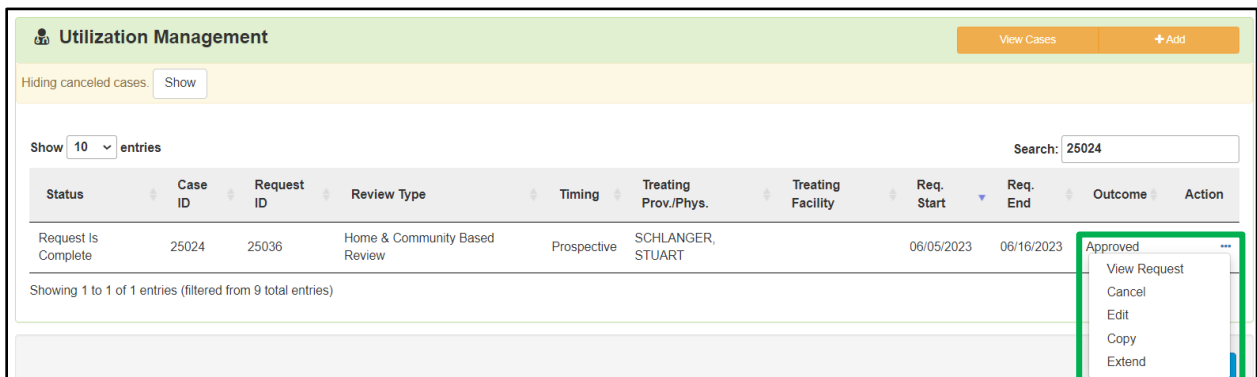 Utilization Management
View Cases
+ Add
Hiding canceled cases. Show
Show 10 entries
Search: 25024
Status Case ID Request ID Review Type Timing Treating Prov./Phys. Treating Facility Req. Start Req. End Outcome Action
Request Is Complete 25024 25036 Home & Community Based Review Prospective SCHLANGER, STUART 06/05/2023 06/16/2023 Approved ...
Showing 1 to 1 of 1 entries (filtered from 9 total entries)
View Request
Cancel
Edit
Copy
Extend